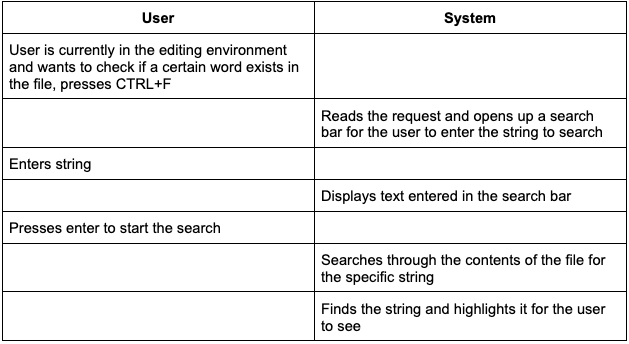 User
System
User is currently in the editing environment
and wants to check if a certain word exists in
the file, presses CTRL+F
Reads the request and opens up a search
bar for the user to enter the string to search
Enters string
Displays text entered in the search bar
Presses enter to start the search
Searches through the contents of the file for
the specific string
Finds the string and highlights it for the user
to see